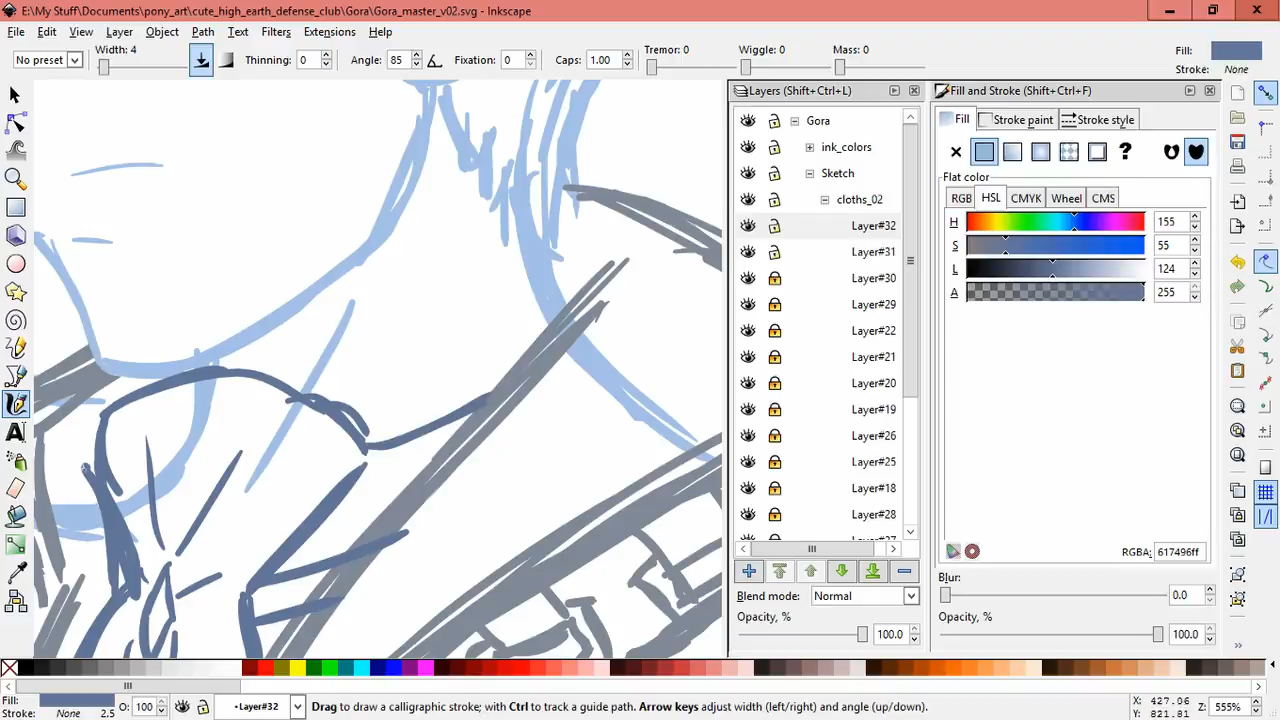 E:\My Stuff\Documents\pony_art\cute_high_earth_defense_club\Gora\Gora_master_v02.svg - Inkscape
File Edit View Layer Object Path Text Filters Extensions Help
No preset Width: 4 Thinning: 0 Angle: 85 Fixation: 0 Caps: 1.00 Tremor: 0 Wiggle: 0 Mass: 0 Fill:
Stroke: None
Layers (Shift+Ctrl+L)
Gora
ink_colors
Sketch
cloths_02
Layer#32
Layer#31
Layer#30
Layer#29
Layer#22
Layer#21
Layer#20
Layer#19
Layer#26
Layer#25
Layer#18
Layer#28
Blend mode: Normal
Opacity, % 100.0
Fill and Stroke (Shift+Ctrl+F)
Fill Stroke paint Stroke style
?
Flat color
RGB HSL CMYK Wheel CMS
H 155
S 55
L 124
A 255
RGBA: 617496ff
Blur:
0.0
Opacity, %
100.0
A
Fill:
Stroke: None 2.5
O: 100
•Layer#32
Drag to draw a calligraphic stroke; with Ctrl to track a guide path. Arrow keys adjust width (left/right) and angle (up/down).
X: 427.06
Y: 821.81
Z: 555%